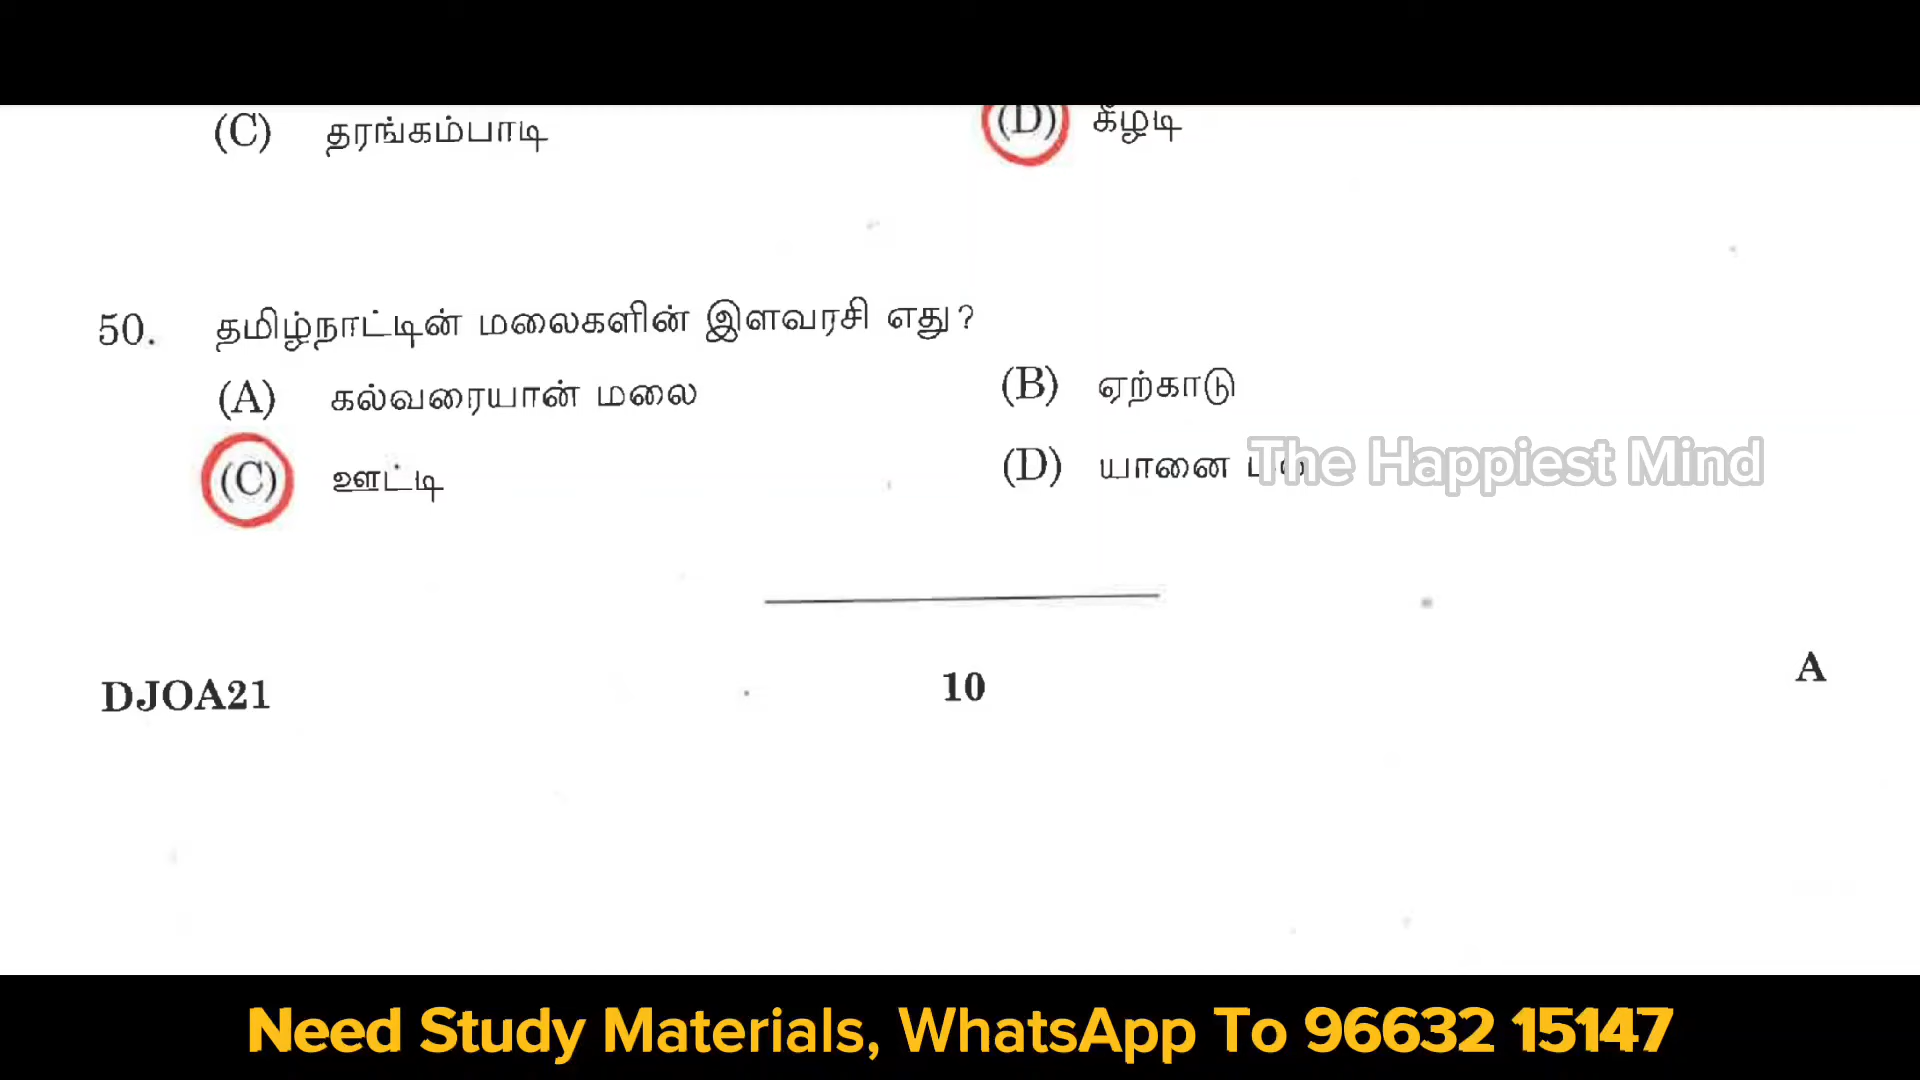 (C) தரங்கம்பாடி (D) கீழடி
50. தமிழ்நாட்டின் மலைகளின் இளவரசி எது?
(A) கல்வரையான் மலை (B) ஏற்காடு
(C) ஊட்டி (D) யானை
The Happiest Mind
DJOA21 10 A
Need Study Materials, WhatsApp To 96632 15147